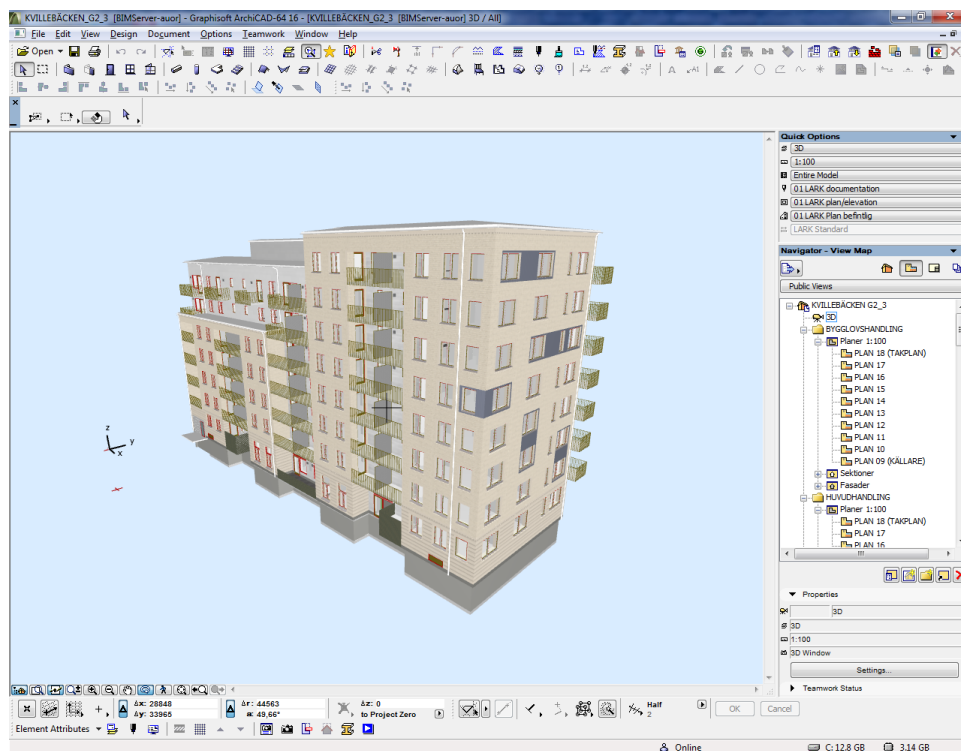 KVILLEBÄCKEN_G2_3 [BIMServer-auor] - Graphisoft ArchiCAD-64 16 - [KVILLEBÄCKEN_G2_3 [BIMServer-auor] 3D / All]
File Edit View Design Document Options Teamwork Window Help
Open
Quick Options
3D
1:100
Entire Model
01 LARK documentation
01 LARK plan/elevation
01 LARK Plan befintlig
LARK Standard
Navigator - View Map
Public Views
KVILLEBÄCKEN G2_3
3D
BYGGLOVSHANDLING
Planer 1:100
PLAN 18 (TAKPLAN)
PLAN 17
PLAN 16
PLAN 15
PLAN 14
PLAN 13
PLAN 12
PLAN 11
PLAN 10
PLAN 09 (KÄLLARE)
Sektioner
Fasader
HUVUDHANDLING
Planer 1:100
PLAN 18 (TAKPLAN)
PLAN 17
PLAN 16
z
y
x
Properties
3D
3D
1:100
3D Window
Settings...
Teamwork Status
Δx: 28848
Δy: 33965
Δr: 44563
a: 49,66°
Δz: 0
to Project Zero
Half
2
OK
Cancel
Element Attributes
Online
C: 12.8 GB
3.14 GB